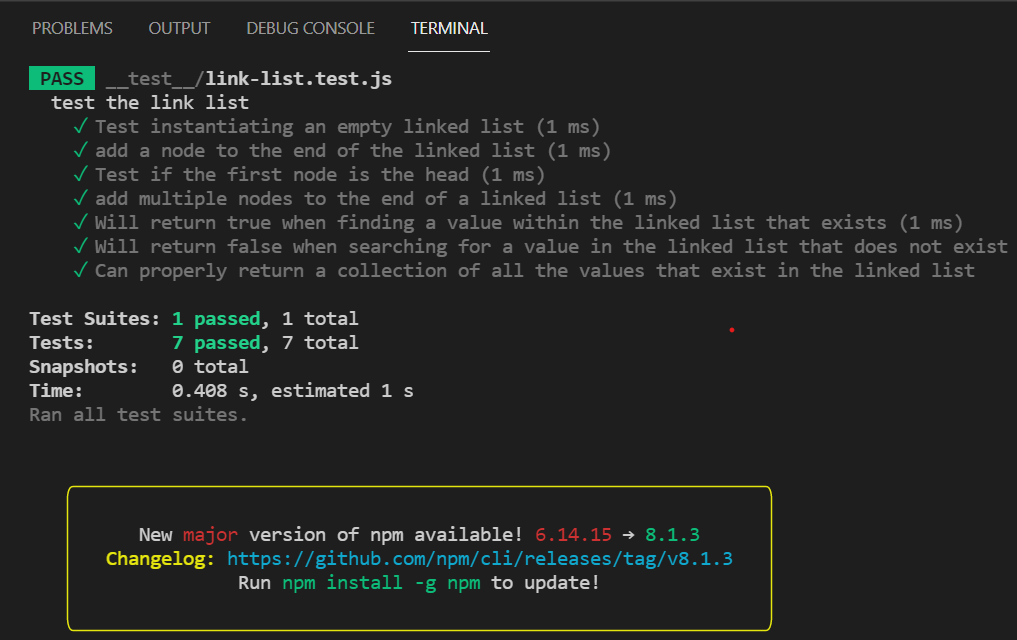 PROBLEMS OUTPUT DEBUG CONSOLE TERMINAL
PASS __test__/link-list.test.js
test the link list
✓ Test instantiating an empty linked list (1 ms)
✓ add a node to the end of the linked list (1 ms)
✓ Test if the first node is the head (1 ms)
✓ add multiple nodes to the end of a linked list (1 ms)
✓ Will return true when finding a value within the linked list that exists (1 ms)
✓ Will return false when searching for a value in the linked list that does not exist
✓ Can properly return a collection of all the values that exist in the linked list
Test Suites: 1 passed, 1 total
Tests: 7 passed, 7 total
Snapshots: 0 total
Time: 0.408 s, estimated 1 s
Ran all test suites.
New major version of npm available! 6.14.15 → 8.1.3
Changelog: https://github.com/npm/cli/releases/tag/v8.1.3
Run npm install -g npm to update!